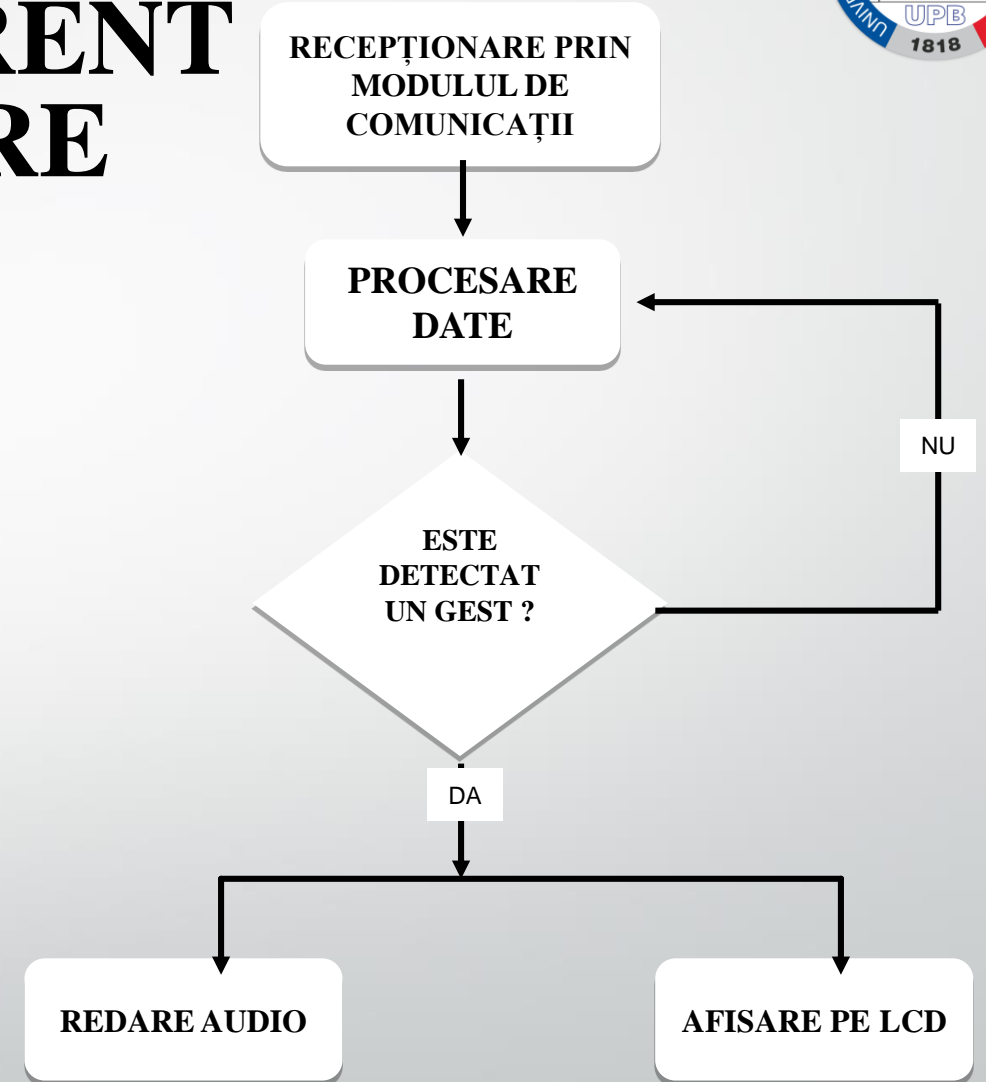 RENT
RE
UPB
1818
RECEPȚIONARE PRIN
MODULUL DE
COMUNICAȚII
PROCESARE
DATE
NU
ESTE
DETECTAT
UN GEST ?
DA
REDARE AUDIO
AFISARE PE LCD